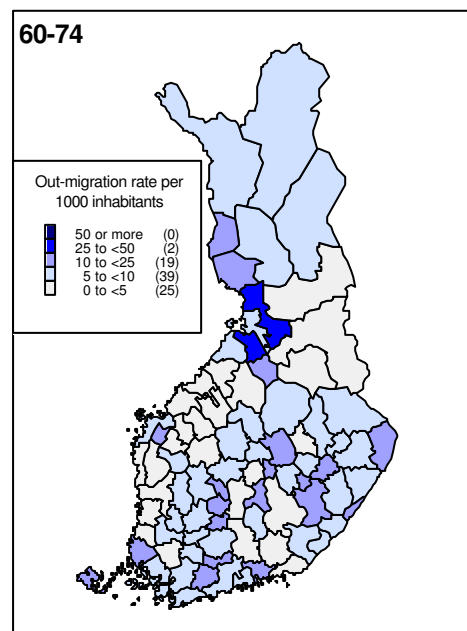 60-74
Out-migration rate per
1000 inhabitants
50 or more (0)
25 to <50 (2)
10 to <25 (19)
5 to <10 (39)
0 to <5 (25)